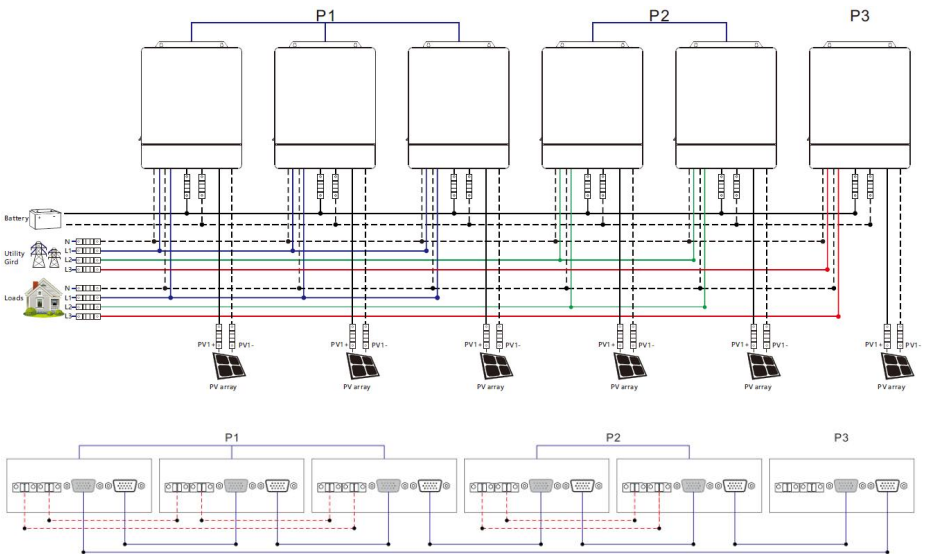 P1 P2 P3
Battery
N
Utility L1
Gird L2
L3
N
Loads L1
L2
L3
PV1+ PV1- PV1+ PV1- PV1+ PV1- PV1+ PV1- PV1+ PV1- PV1+ PV1-
PV array PV array PV array PV array PV array PV array
P1 P2 P3